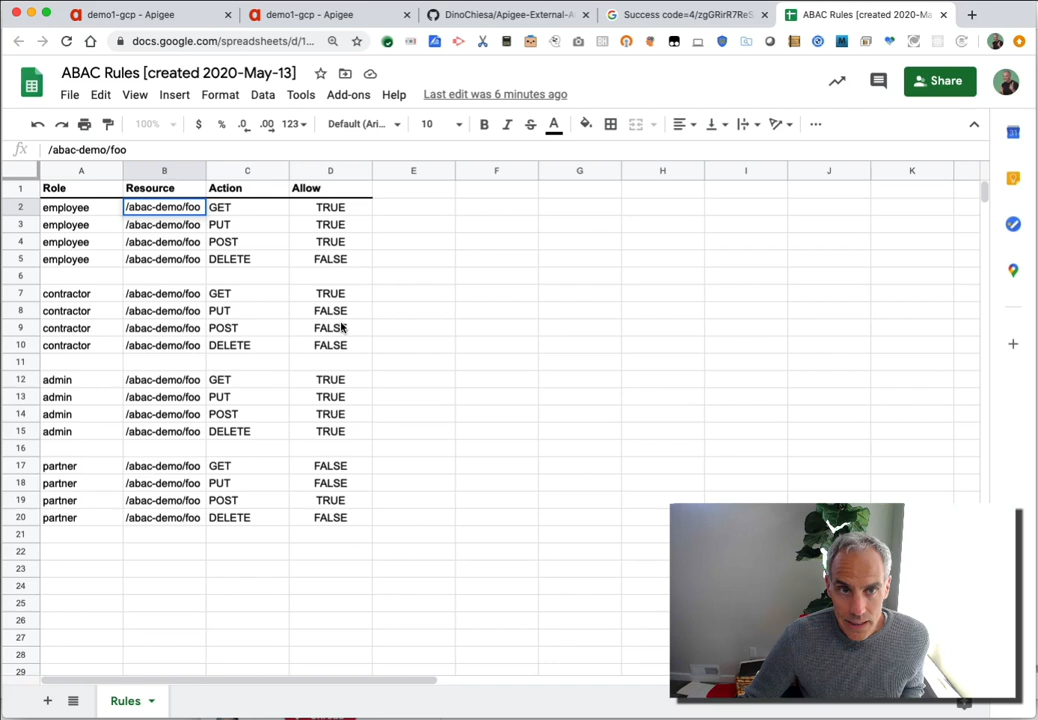 demo1-gcp - Apigee
demo1-gcp - Apigee
DinoChiesa/Apigee-External-A
Success code=4/zgGRirR7ReS
ABAC Rules [created 2020-Ma
docs.google.com/spreadsheets/d/1...
ABAC Rules [created 2020-May-13]
File Edit View Insert Format Data Tools Add-ons Help Last edit was 6 minutes ago
Share
100% $ % .0 .00 123 Default (Ari... 10 B I S A
fx /abac-demo/foo
A B C D E F G H I J K
1 Role Resource Action Allow
2 employee /abac-demo/foo GET TRUE
3 employee /abac-demo/foo PUT TRUE
4 employee /abac-demo/foo POST TRUE
5 employee /abac-demo/foo DELETE FALSE
6
7 contractor /abac-demo/foo GET TRUE
8 contractor /abac-demo/foo PUT FALSE
9 contractor /abac-demo/foo POST FALSE
10 contractor /abac-demo/foo DELETE FALSE
11
12 admin /abac-demo/foo GET TRUE
13 admin /abac-demo/foo PUT TRUE
14 admin /abac-demo/foo POST TRUE
15 admin /abac-demo/foo DELETE TRUE
16
17 partner /abac-demo/foo GET FALSE
18 partner /abac-demo/foo PUT FALSE
19 partner /abac-demo/foo POST TRUE
20 partner /abac-demo/foo DELETE FALSE
21
22
23
24
25
26
27
28
29
Rules